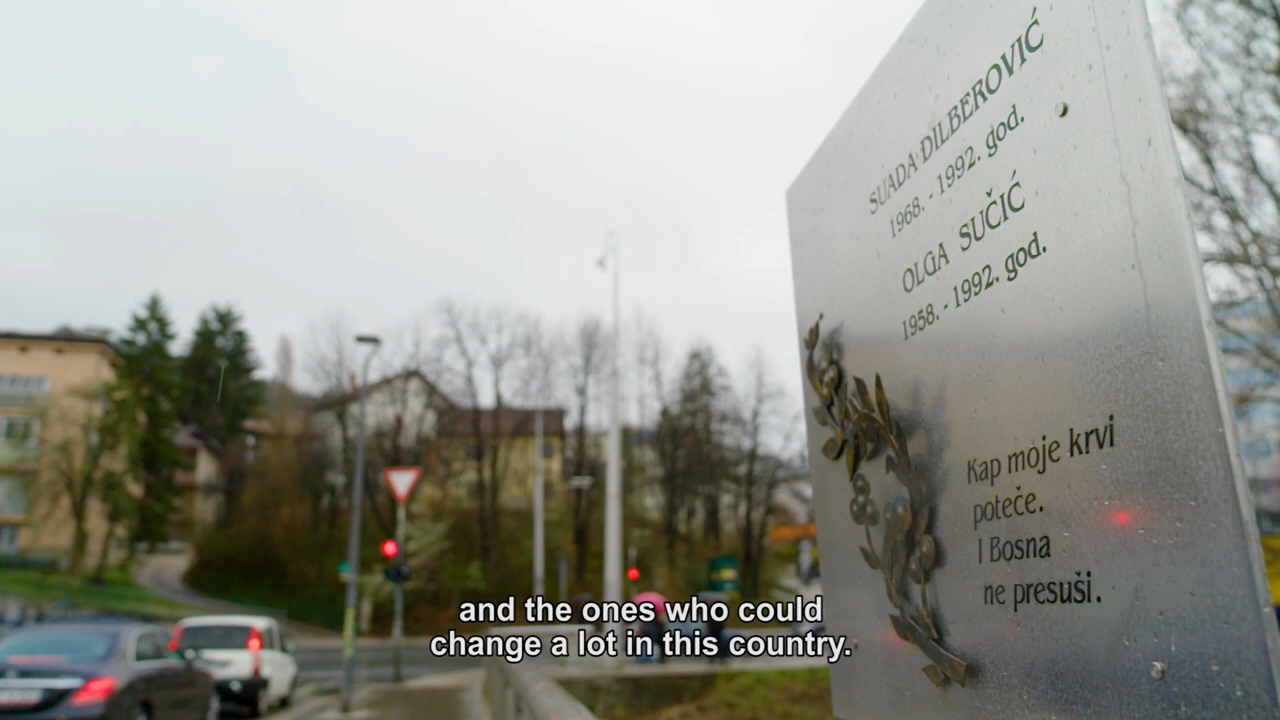 SUADA DILBEROVIĆ
1968. - 1992. god.
OLGA SUČIĆ
1958. - 1992. god.
Kap moje krvi
poteče.
I Bosna
ne presuši.
and the ones who could
change a lot in this country.